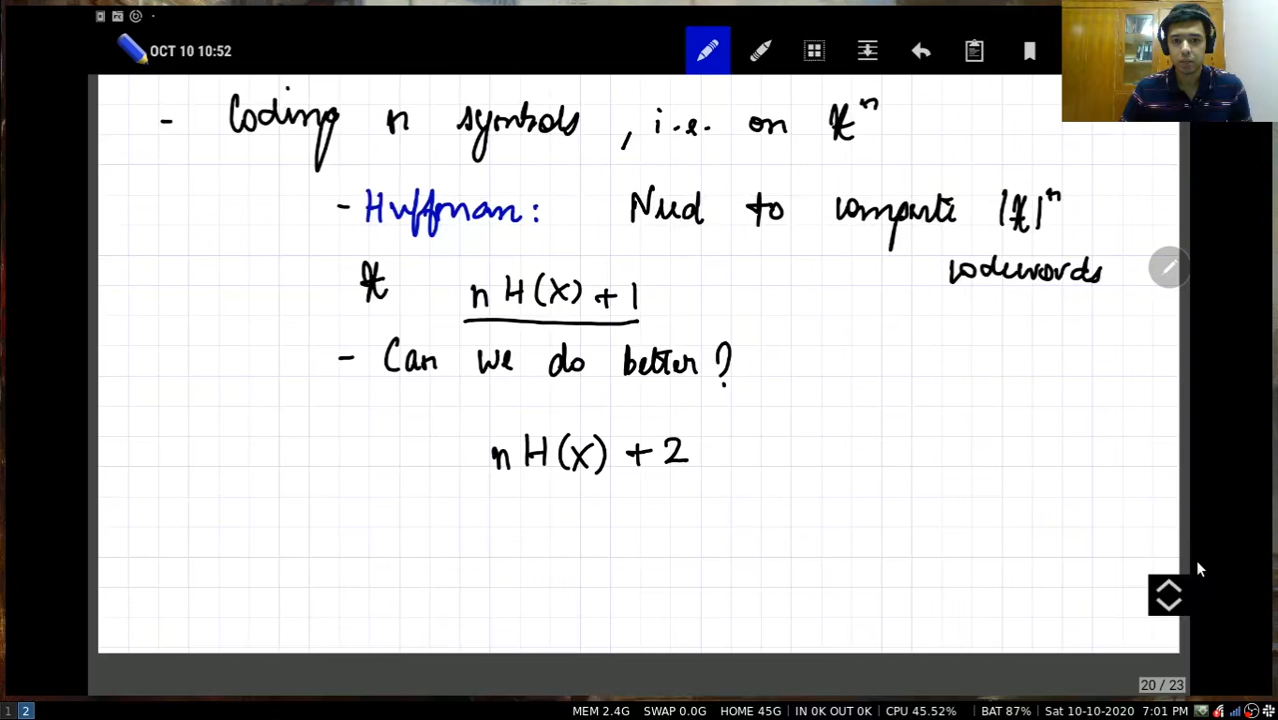 OCT 10 10:52
- Coding n symbols, i.e. on 𝒳ⁿ
- Huffman: Need to compute |𝒳|ⁿ
codewords
𝒳 n H(X) + 1
- Can we do better?
n H(X) + 2
20 / 23
1 2 MEM 2.4G SWAP 0.0G HOME 45G IN 0K OUT 0K CPU 45.52% BAT 87% Sat 10-10-2020 7:01 PM